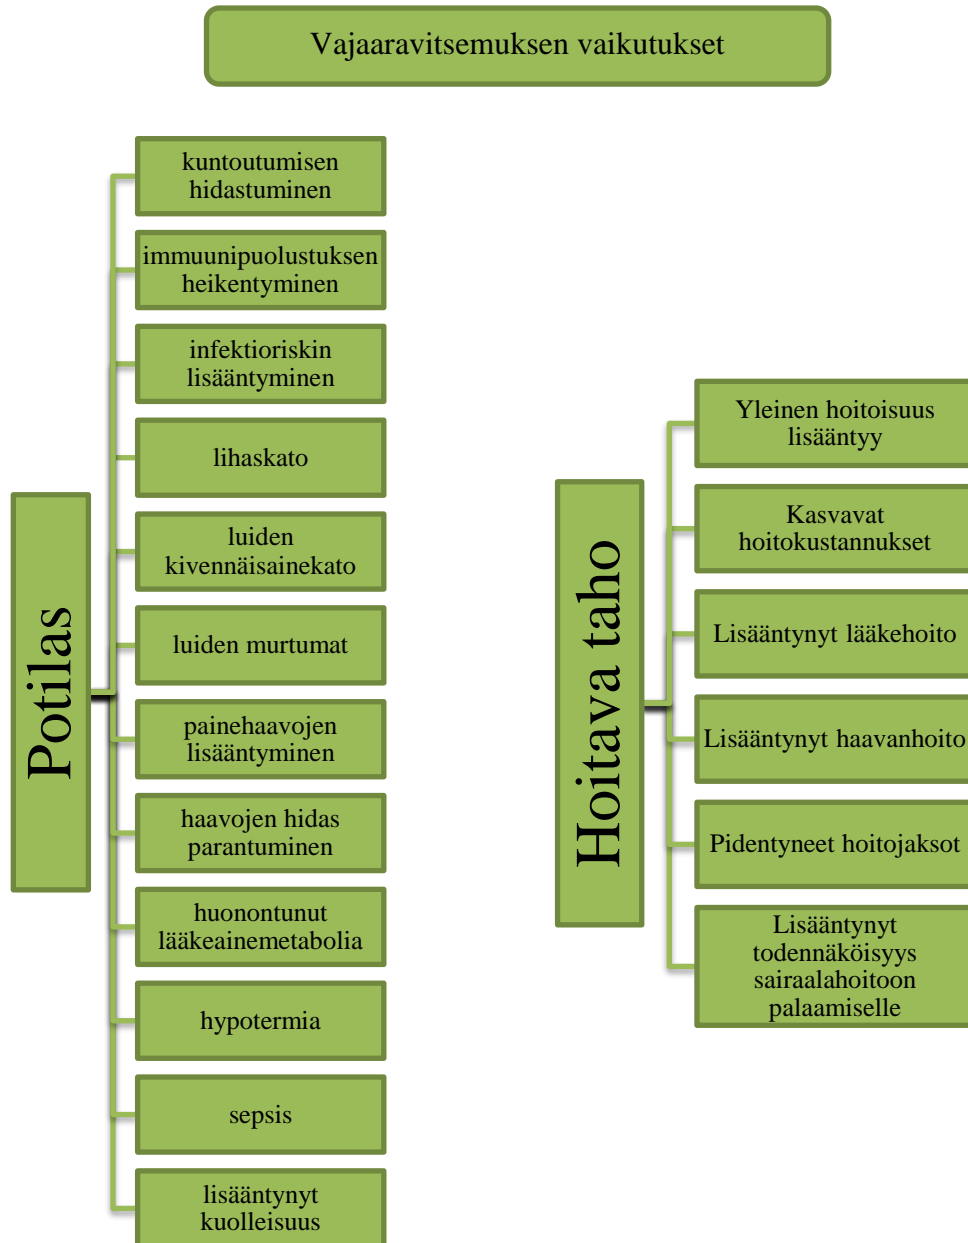 Vajaaravitsemuksen vaikutukset
Potilas
kuntoutumisen
hidastuminen
immuunipuolustuksen
heikentyminen
infektioriskin
lisääntyminen
lihaskato
luiden
kivennäisainekato
luiden murtumat
painehaavojen
lisääntyminen
haavojen hidas
parantuminen
huonontunut
lääkeainemetabolia
hypotermia
sepsis
lisääntynyt
kuolleisuus
Hoitava taho
Yleinen hoitoisuus
lisääntyy
Kasvavat
hoitokustannukset
Lisääntynyt lääkehoito
Lisääntynyt haavanhoito
Pidentyneet hoitojaksot
Lisääntynyt
todennäköisyys
sairaalahoitoon
palaamiselle